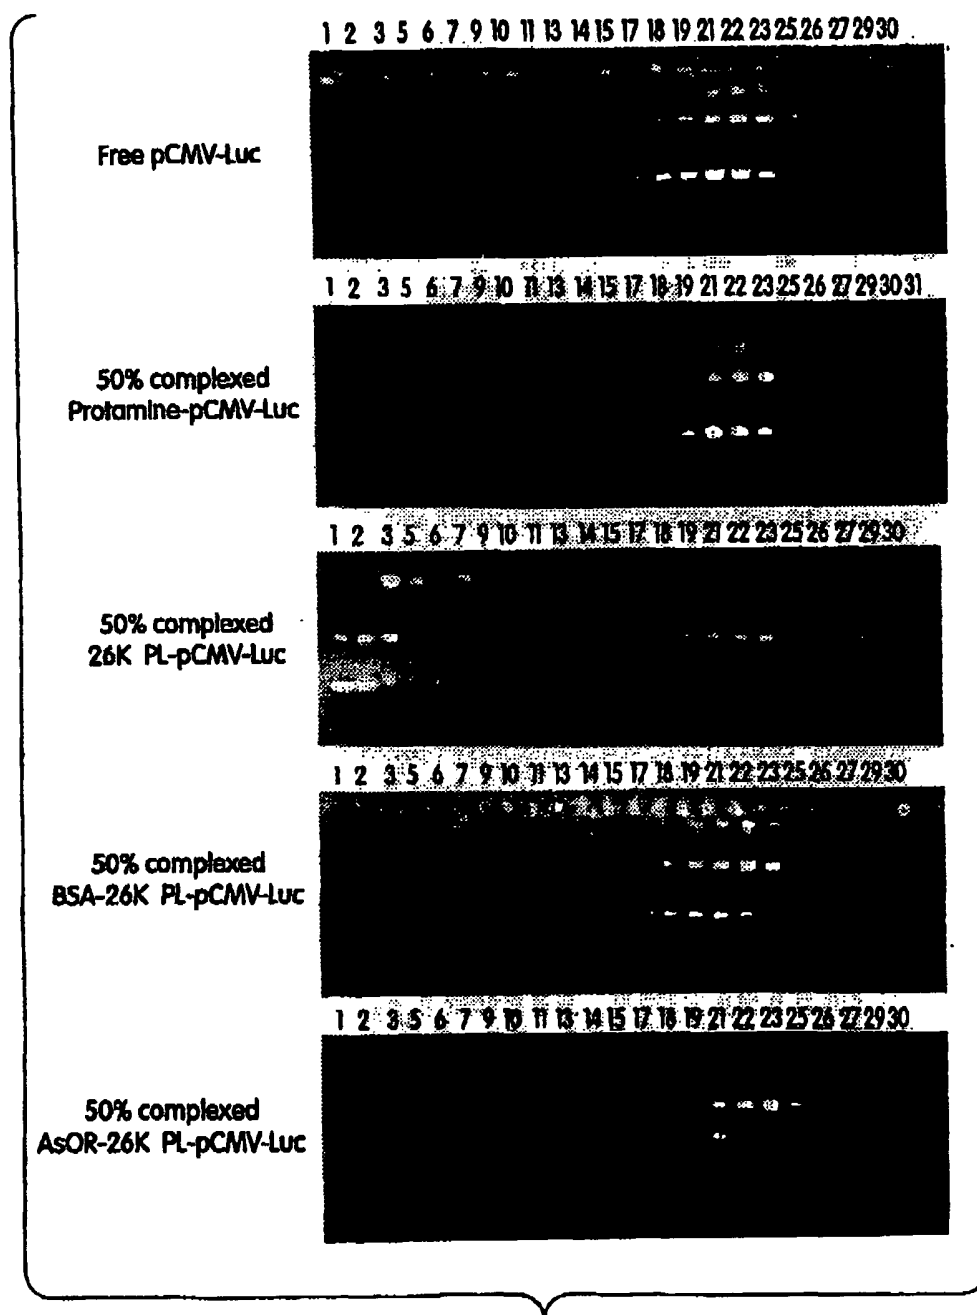 1 2 3 5 6 7 9 10 11 13 14 15 17 18 19 21 22 23 25 26 27 29 30
Free pCMV-Luc
1 2 3 5 6 7 9 10 11 13 14 15 17 18 19 21 22 23 25 26 27 29 30 31
50% complexed
Protamine-pCMV-Luc
1 2 3 5 6 7 9 10 11 13 14 15 17 18 19 21 22 23 25 26 27 29 30
50% complexed
26K PL-pCMV-Luc
1 2 3 5 6 7 9 10 11 13 14 15 17 18 19 21 22 23 25 26 27 29 30
50% complexed
BSA-26K PL-pCMV-Luc
1 2 3 5 6 7 9 10 11 13 14 15 17 18 19 21 22 23 25 26 27 29 30
50% complexed
AsOR-26K PL-pCMV-Luc